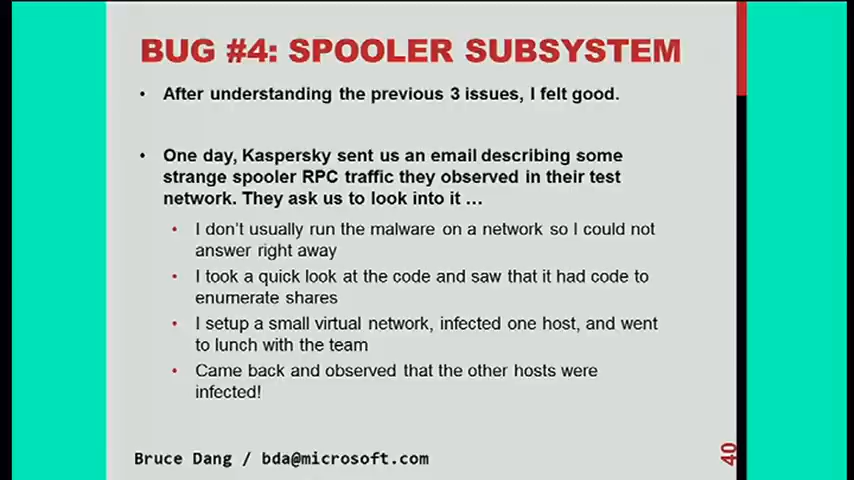 BUG #4: SPOOLER SUBSYSTEM
• After understanding the previous 3 issues, I felt good.
• One day, Kaspersky sent us an email describing some
strange spooler RPC traffic they observed in their test
network. They ask us to look into it …
• I don't usually run the malware on a network so I could not
answer right away
• I took a quick look at the code and saw that it had code to
enumerate shares
• I setup a small virtual network, infected one host, and went
to lunch with the team
• Came back and observed that the other hosts were
infected!
Bruce Dang / bda@microsoft.com
40